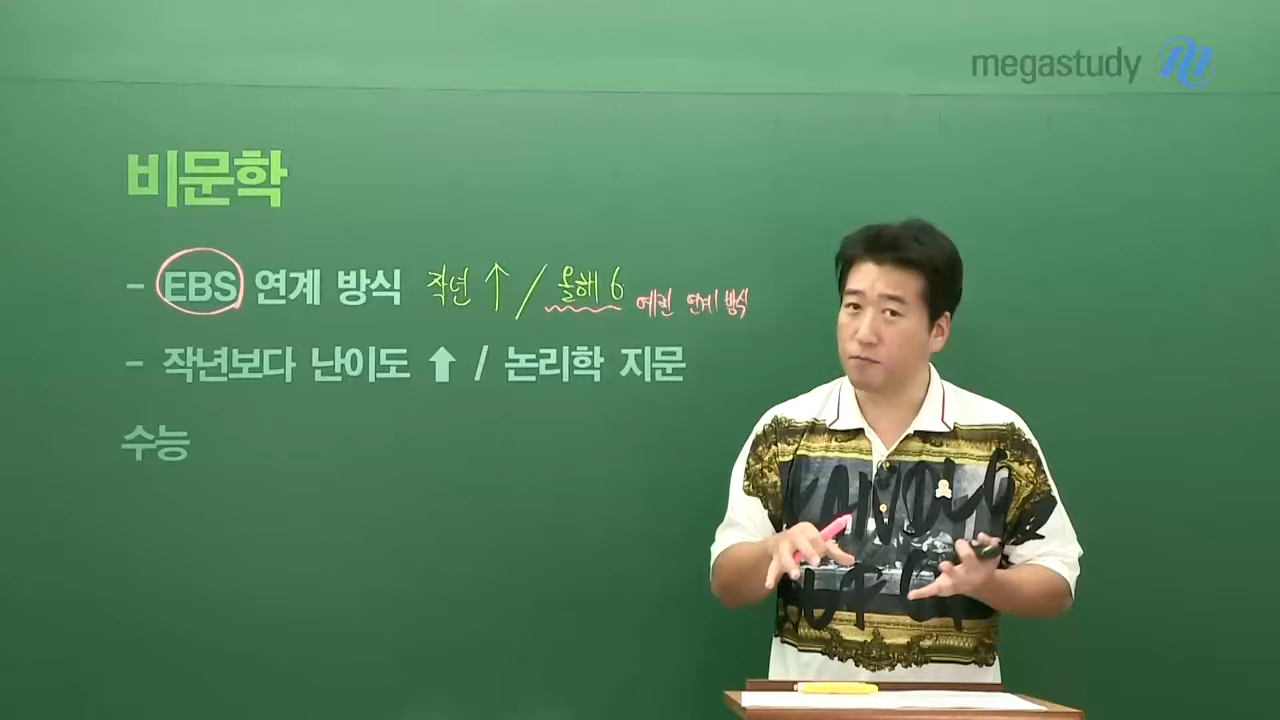 megastudy
비문학
- EBS 연계 방식 작년 ↑ / 올해 6 예린 연계 방식
- 작년보다 난이도 ⬆ / 논리학 지문
수능